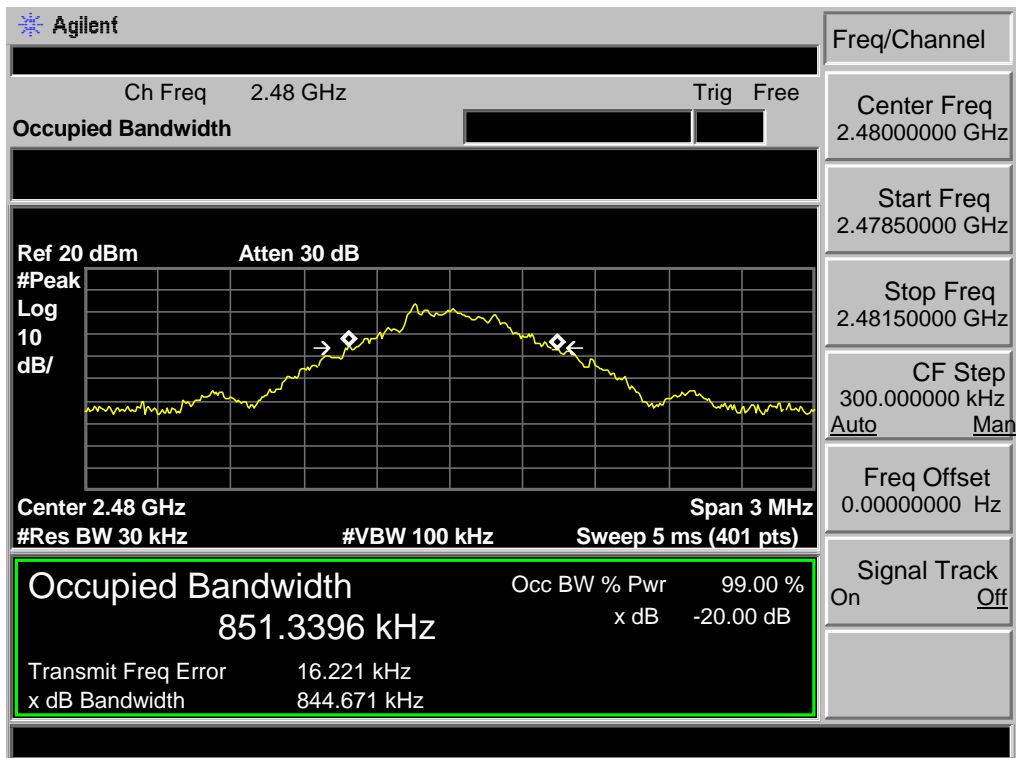 Agilent
Freq/Channel
Ch Freq 2.48 GHz Trig Free
Occupied Bandwidth
Center Freq
2.48000000 GHz
Start Freq
2.47850000 GHz
Ref 20 dBm Atten 30 dB
#Peak
Log
10
dB/
Stop Freq
2.48150000 GHz
CF Step
300.000000 kHz
Auto Man
Freq Offset
0.00000000 Hz
Center 2.48 GHz Span 3 MHz
#Res BW 30 kHz #VBW 100 kHz Sweep 5 ms (401 pts)
Signal Track
On Off
Occupied Bandwidth Occ BW % Pwr 99.00 %
851.3396 kHz x dB -20.00 dB
Transmit Freq Error 16.221 kHz
x dB Bandwidth 844.671 kHz